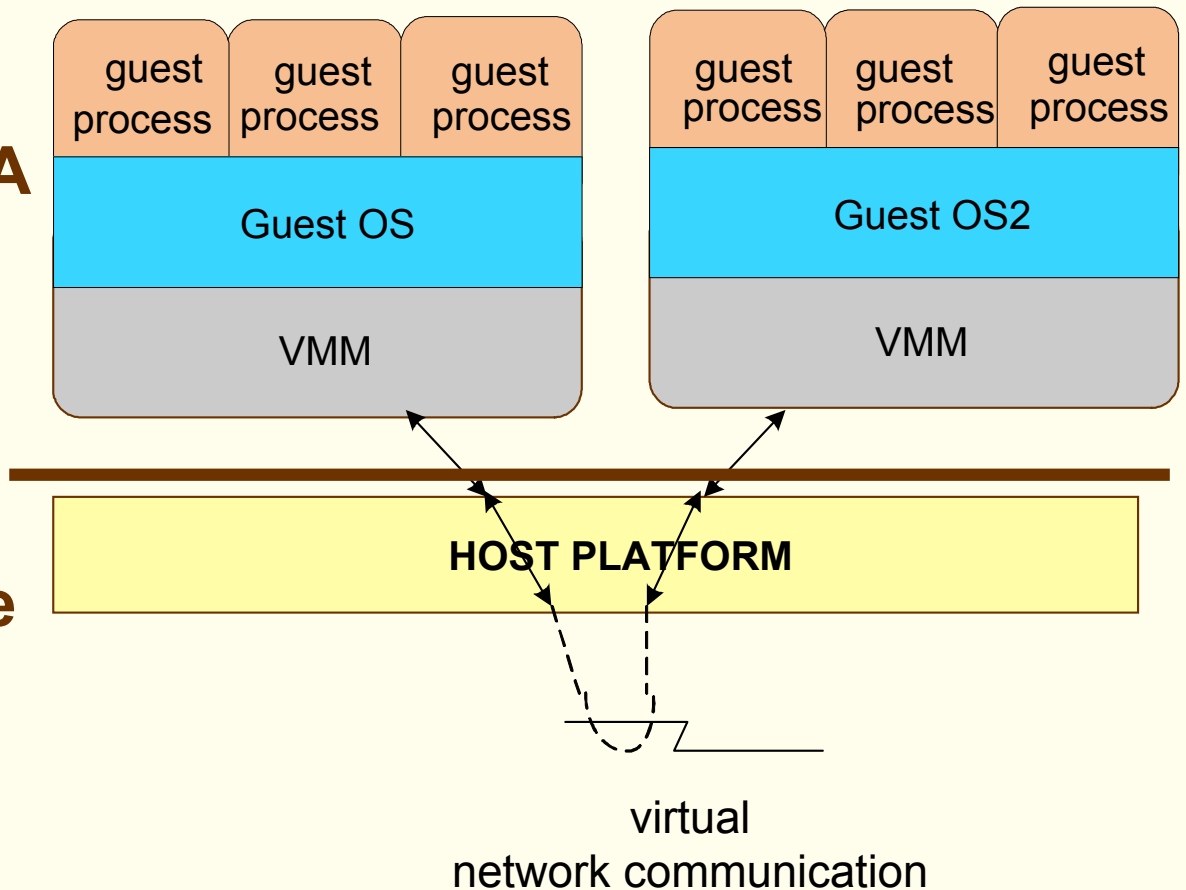 guest guest guest guest guest guest
process process process process process process
A
Guest OS Guest OS2
VMM VMM
HOST PLATFORM
e
virtual
network communication